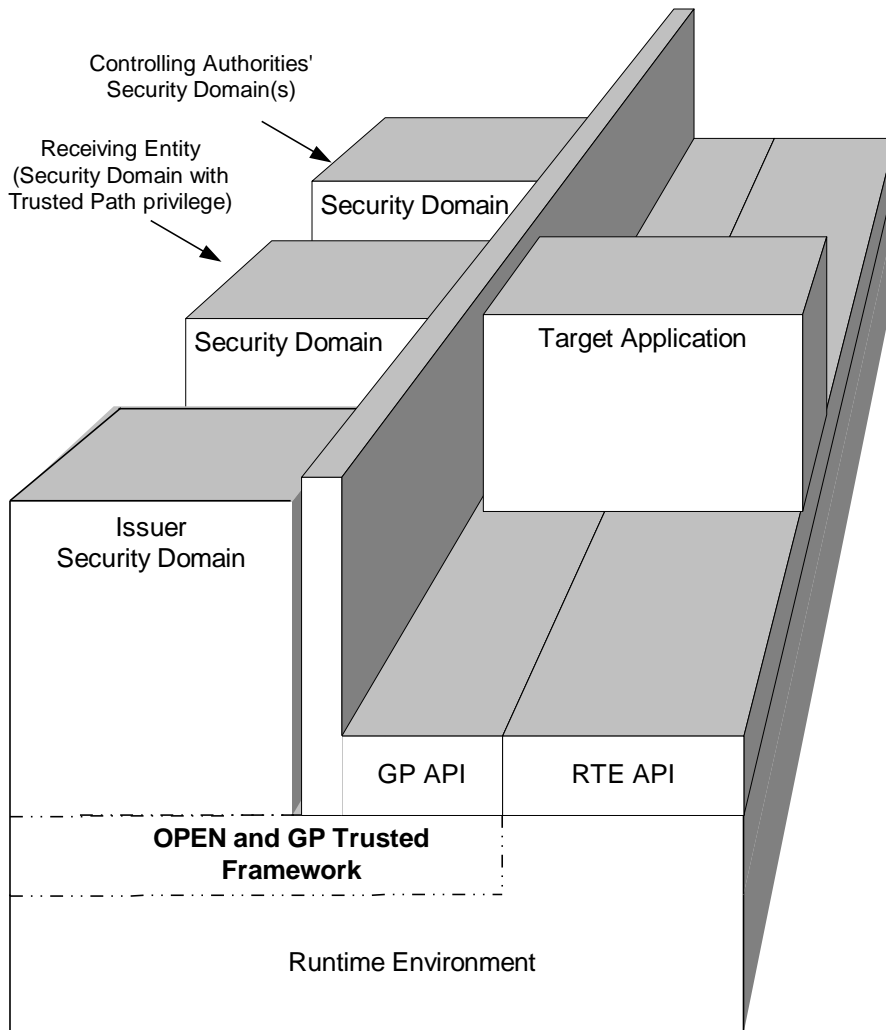 Controlling Authorities'
Security Domain(s)
Receiving Entity
(Security Domain with
Trusted Path privilege)
Security Domain
Security Domain
Target Application
Issuer
Security Domain
GP API
RTE API
OPEN and GP Trusted
Framework
Runtime Environment